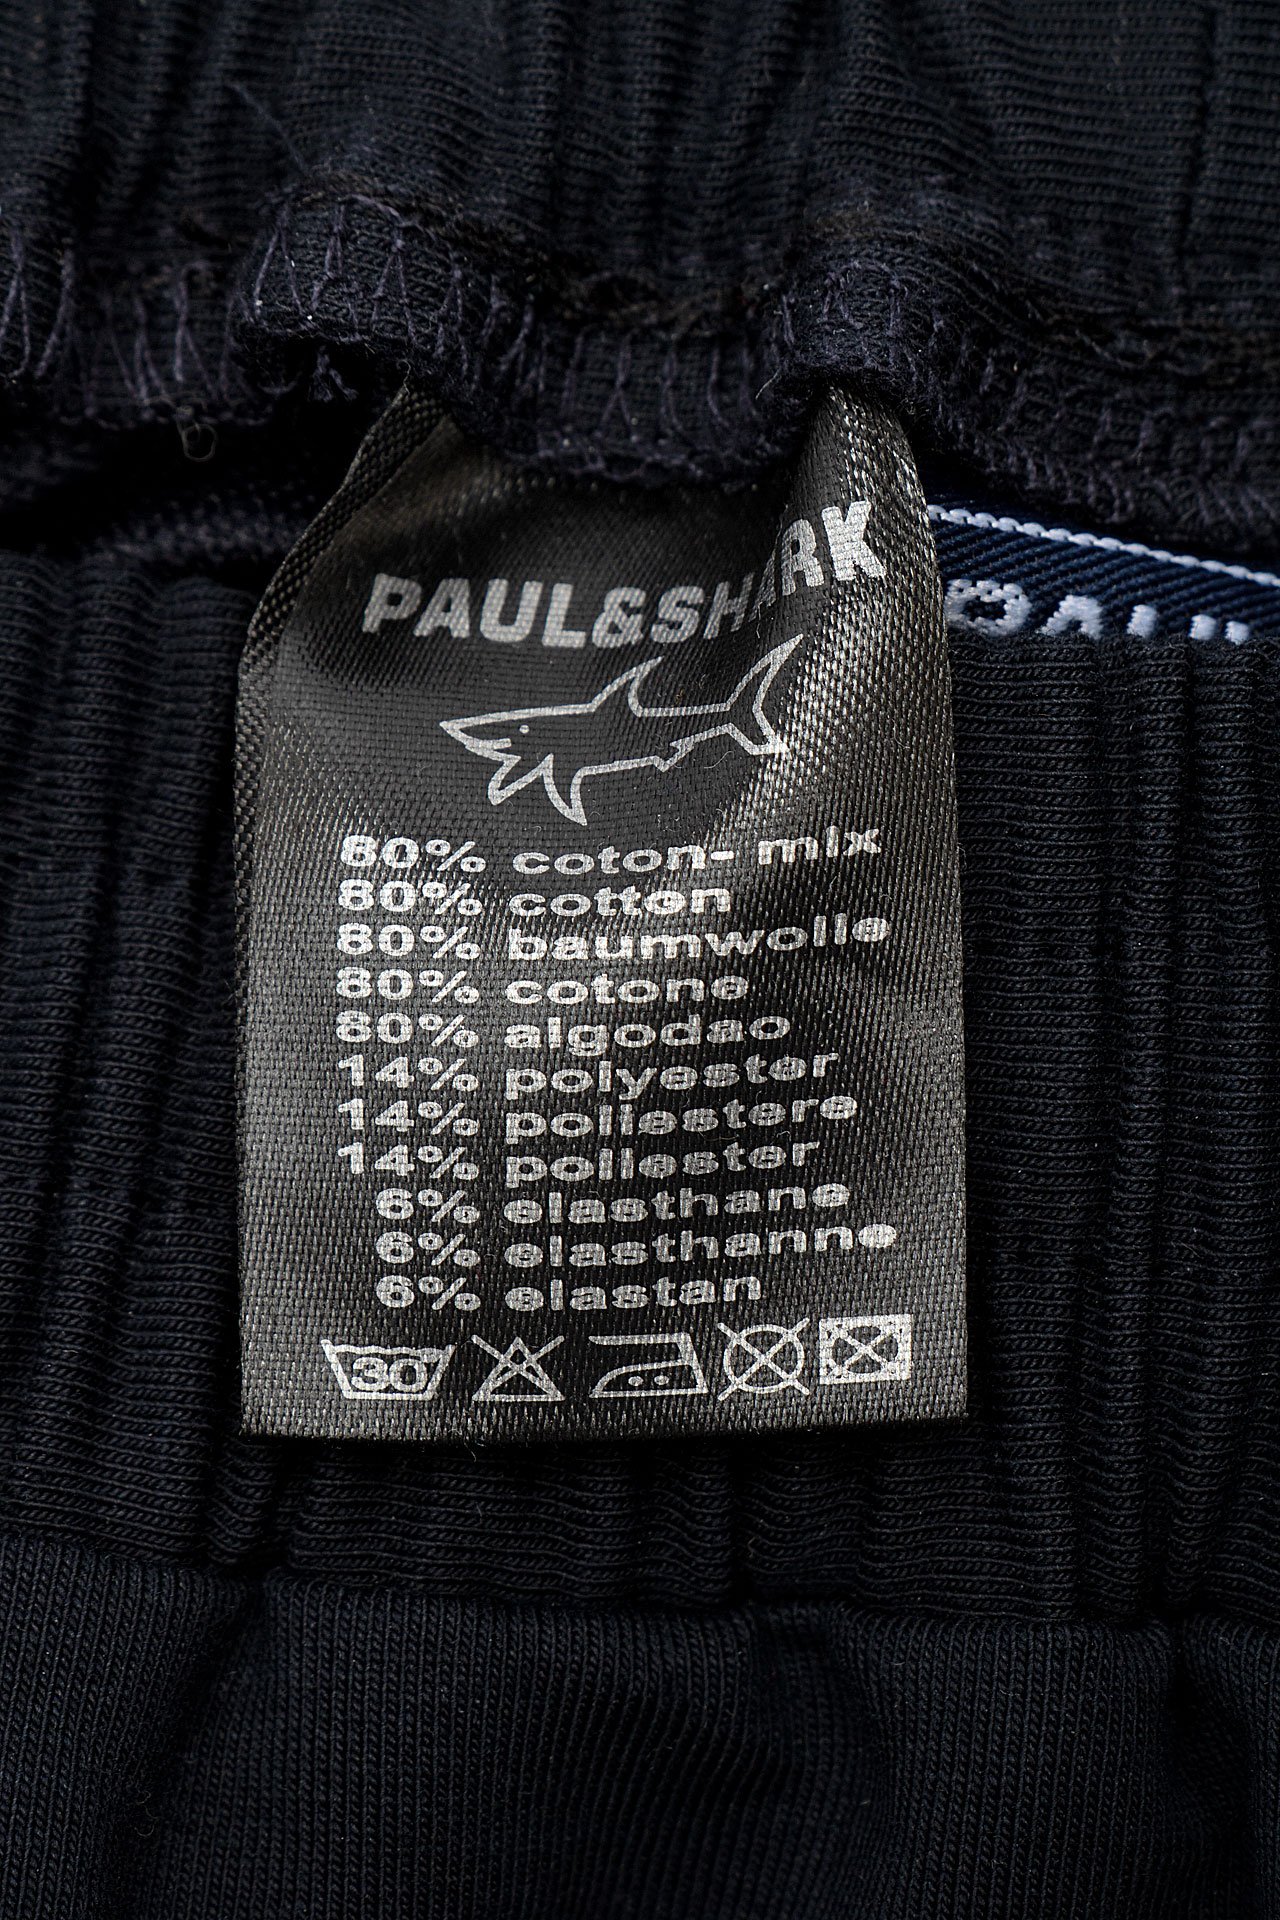 PAUL&SHARK
80% coton-mix
80% cotton
80% baumwolle
80% cotone
80% algodao
14% polyester
14% poliestere
14% poliester
6% elasthane
6% elasthanne
6% elastan
30